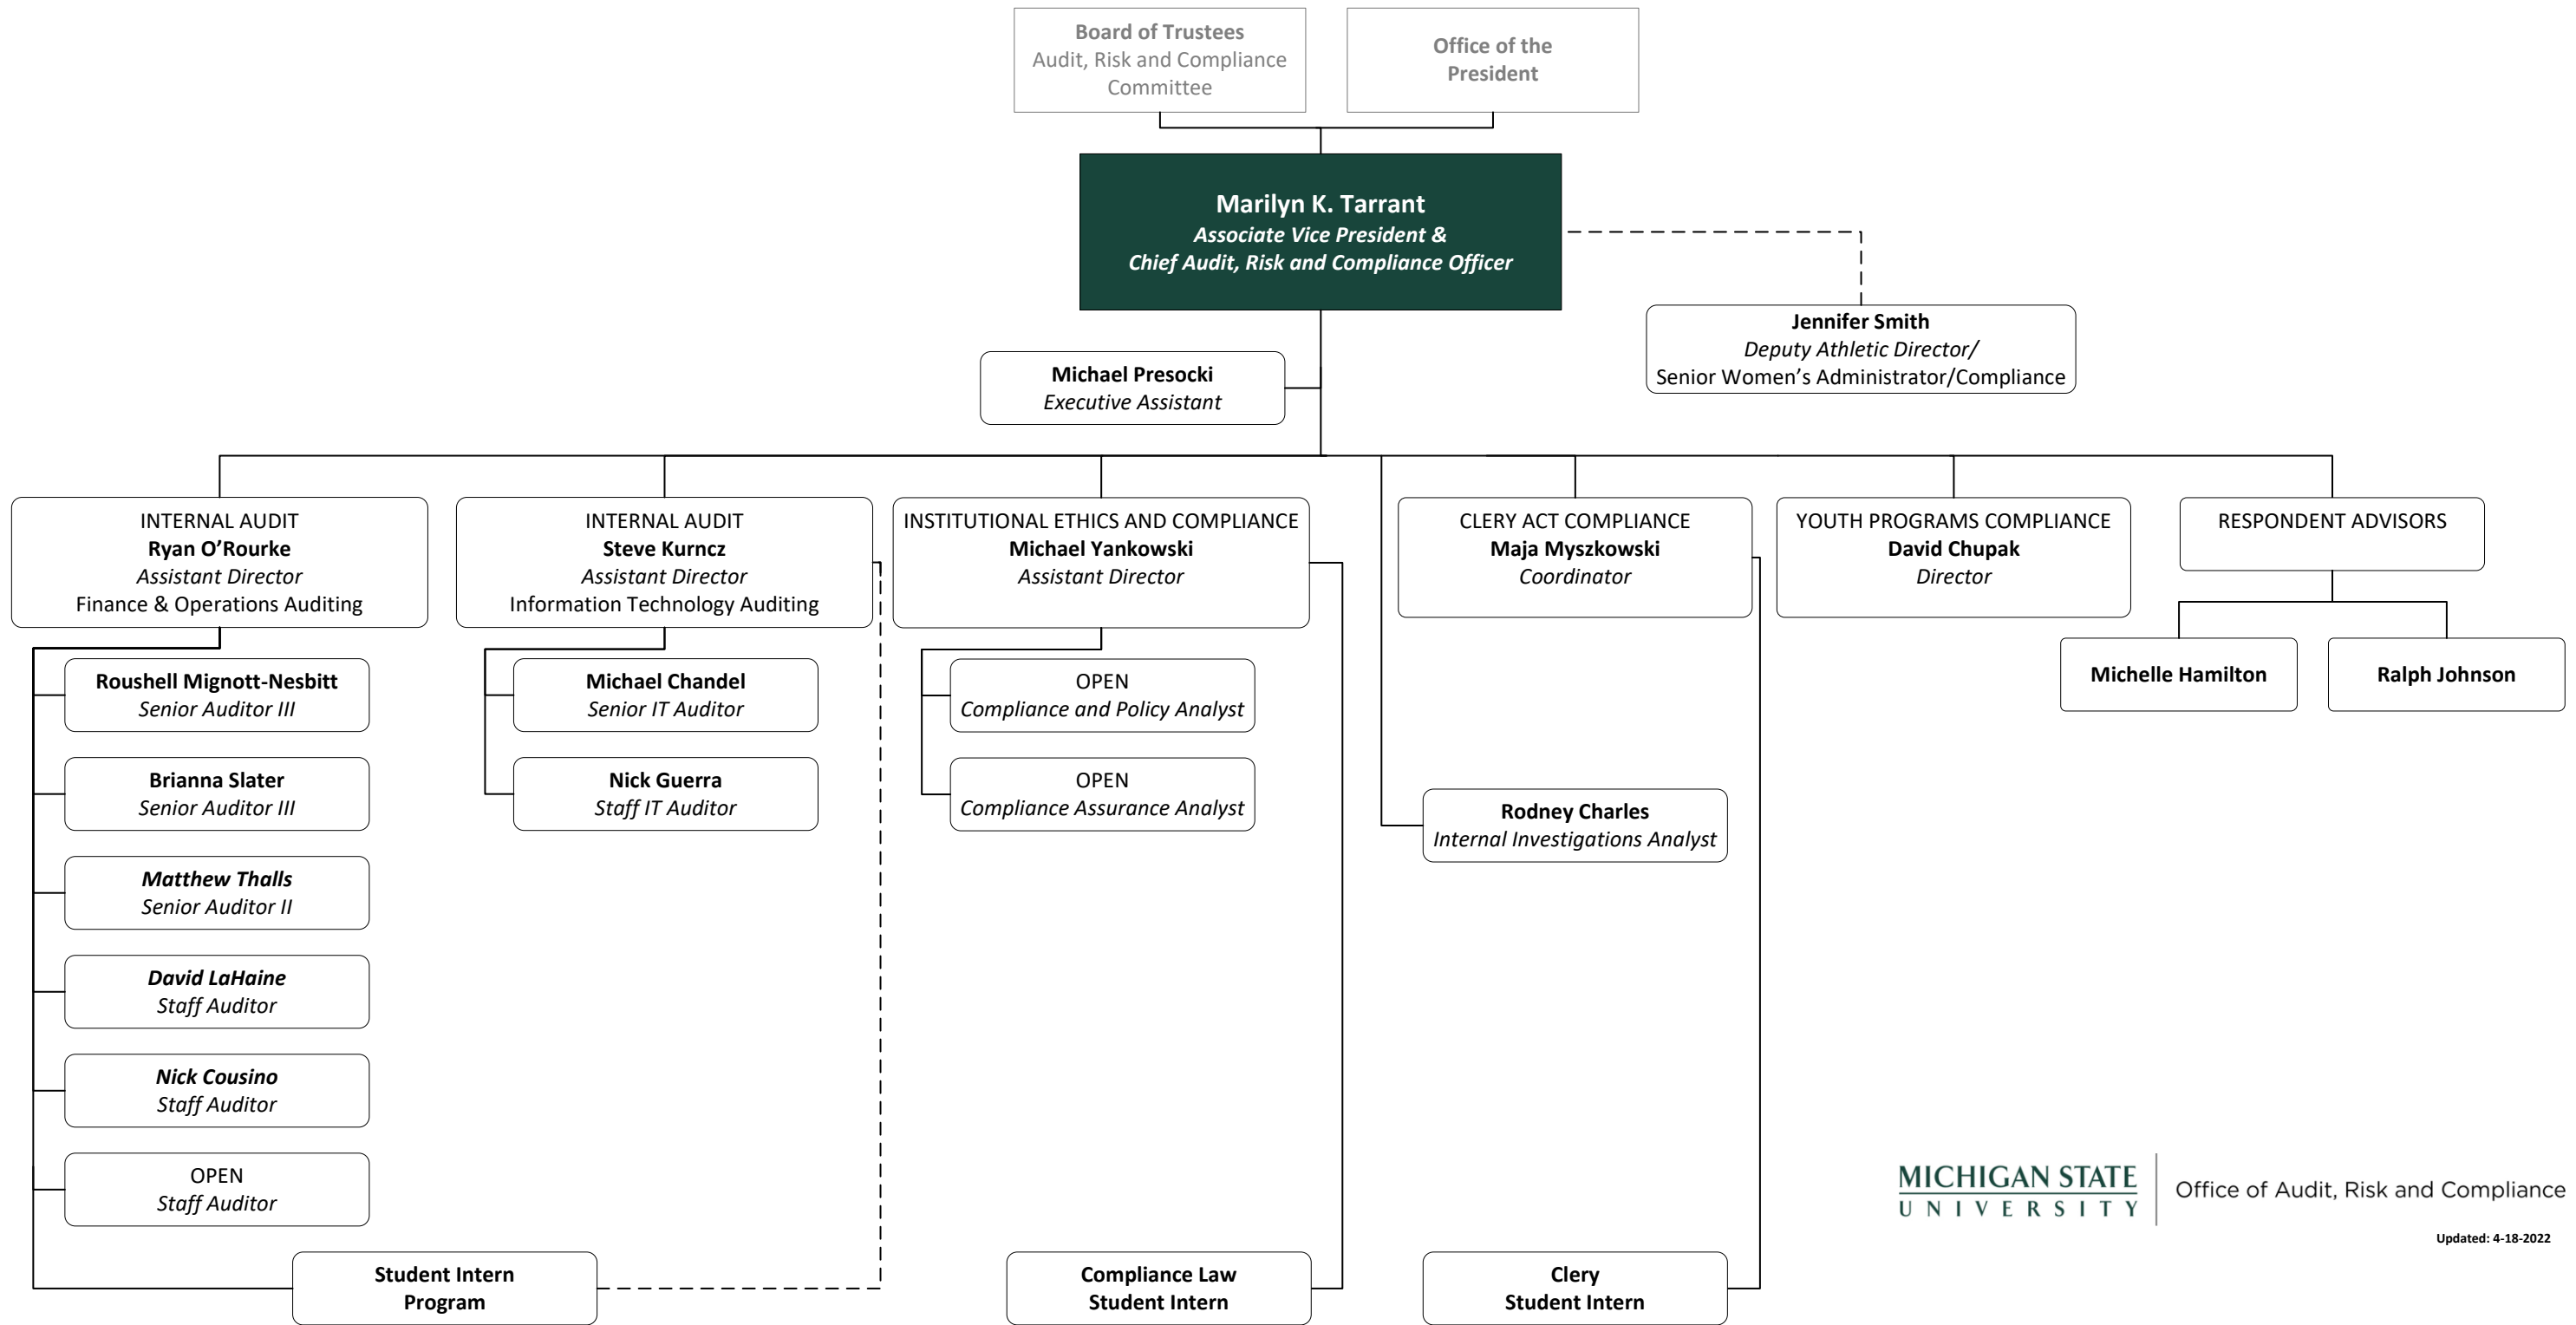 Board of Trustees
Audit, Risk and Compliance
Committee
Office of the
President
Marilyn K. Tarrant
Associate Vice President &
Chief Audit, Risk and Compliance Officer
Jennifer Smith
Deputy Athletic Director/
Senior Women’s Administrator/Compliance
Michael Presocki
Executive Assistant
INTERNAL AUDIT
Ryan O’Rourke
Assistant Director
Finance & Operations Auditing
INTERNAL AUDIT
Steve Kurncz
Assistant Director
Information Technology Auditing
INSTITUTIONAL ETHICS AND COMPLIANCE
Michael Yankowski
Assistant Director
CLERY ACT COMPLIANCE
Maja Myszkowski
Coordinator
YOUTH PROGRAMS COMPLIANCE
David Chupak
Director
RESPONDENT ADVISORS
Michelle Hamilton
Ralph Johnson
Roushell Mignott-Nesbitt
Senior Auditor III
Brianna Slater
Senior Auditor III
Matthew Thalls
Senior Auditor II
David LaHaine
Staff Auditor
Nick Cousino
Staff Auditor
OPEN
Staff Auditor
Michael Chandel
Senior IT Auditor
Nick Guerra
Staff IT Auditor
OPEN
Compliance and Policy Analyst
OPEN
Compliance Assurance Analyst
Rodney Charles
Internal Investigations Analyst
Student Intern
Program
Compliance Law
Student Intern
Clery
Student Intern
MICHIGAN STATE
UNIVERSITY
Office of Audit, Risk and Compliance
Updated: 4-18-2022